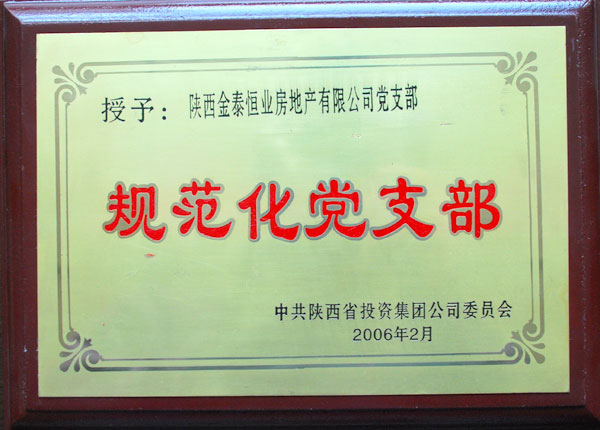 授予：陕西金泰恒业房地产有限公司党支部
规范化党支部
中共陕西省投资集团公司委员会
2006年2月